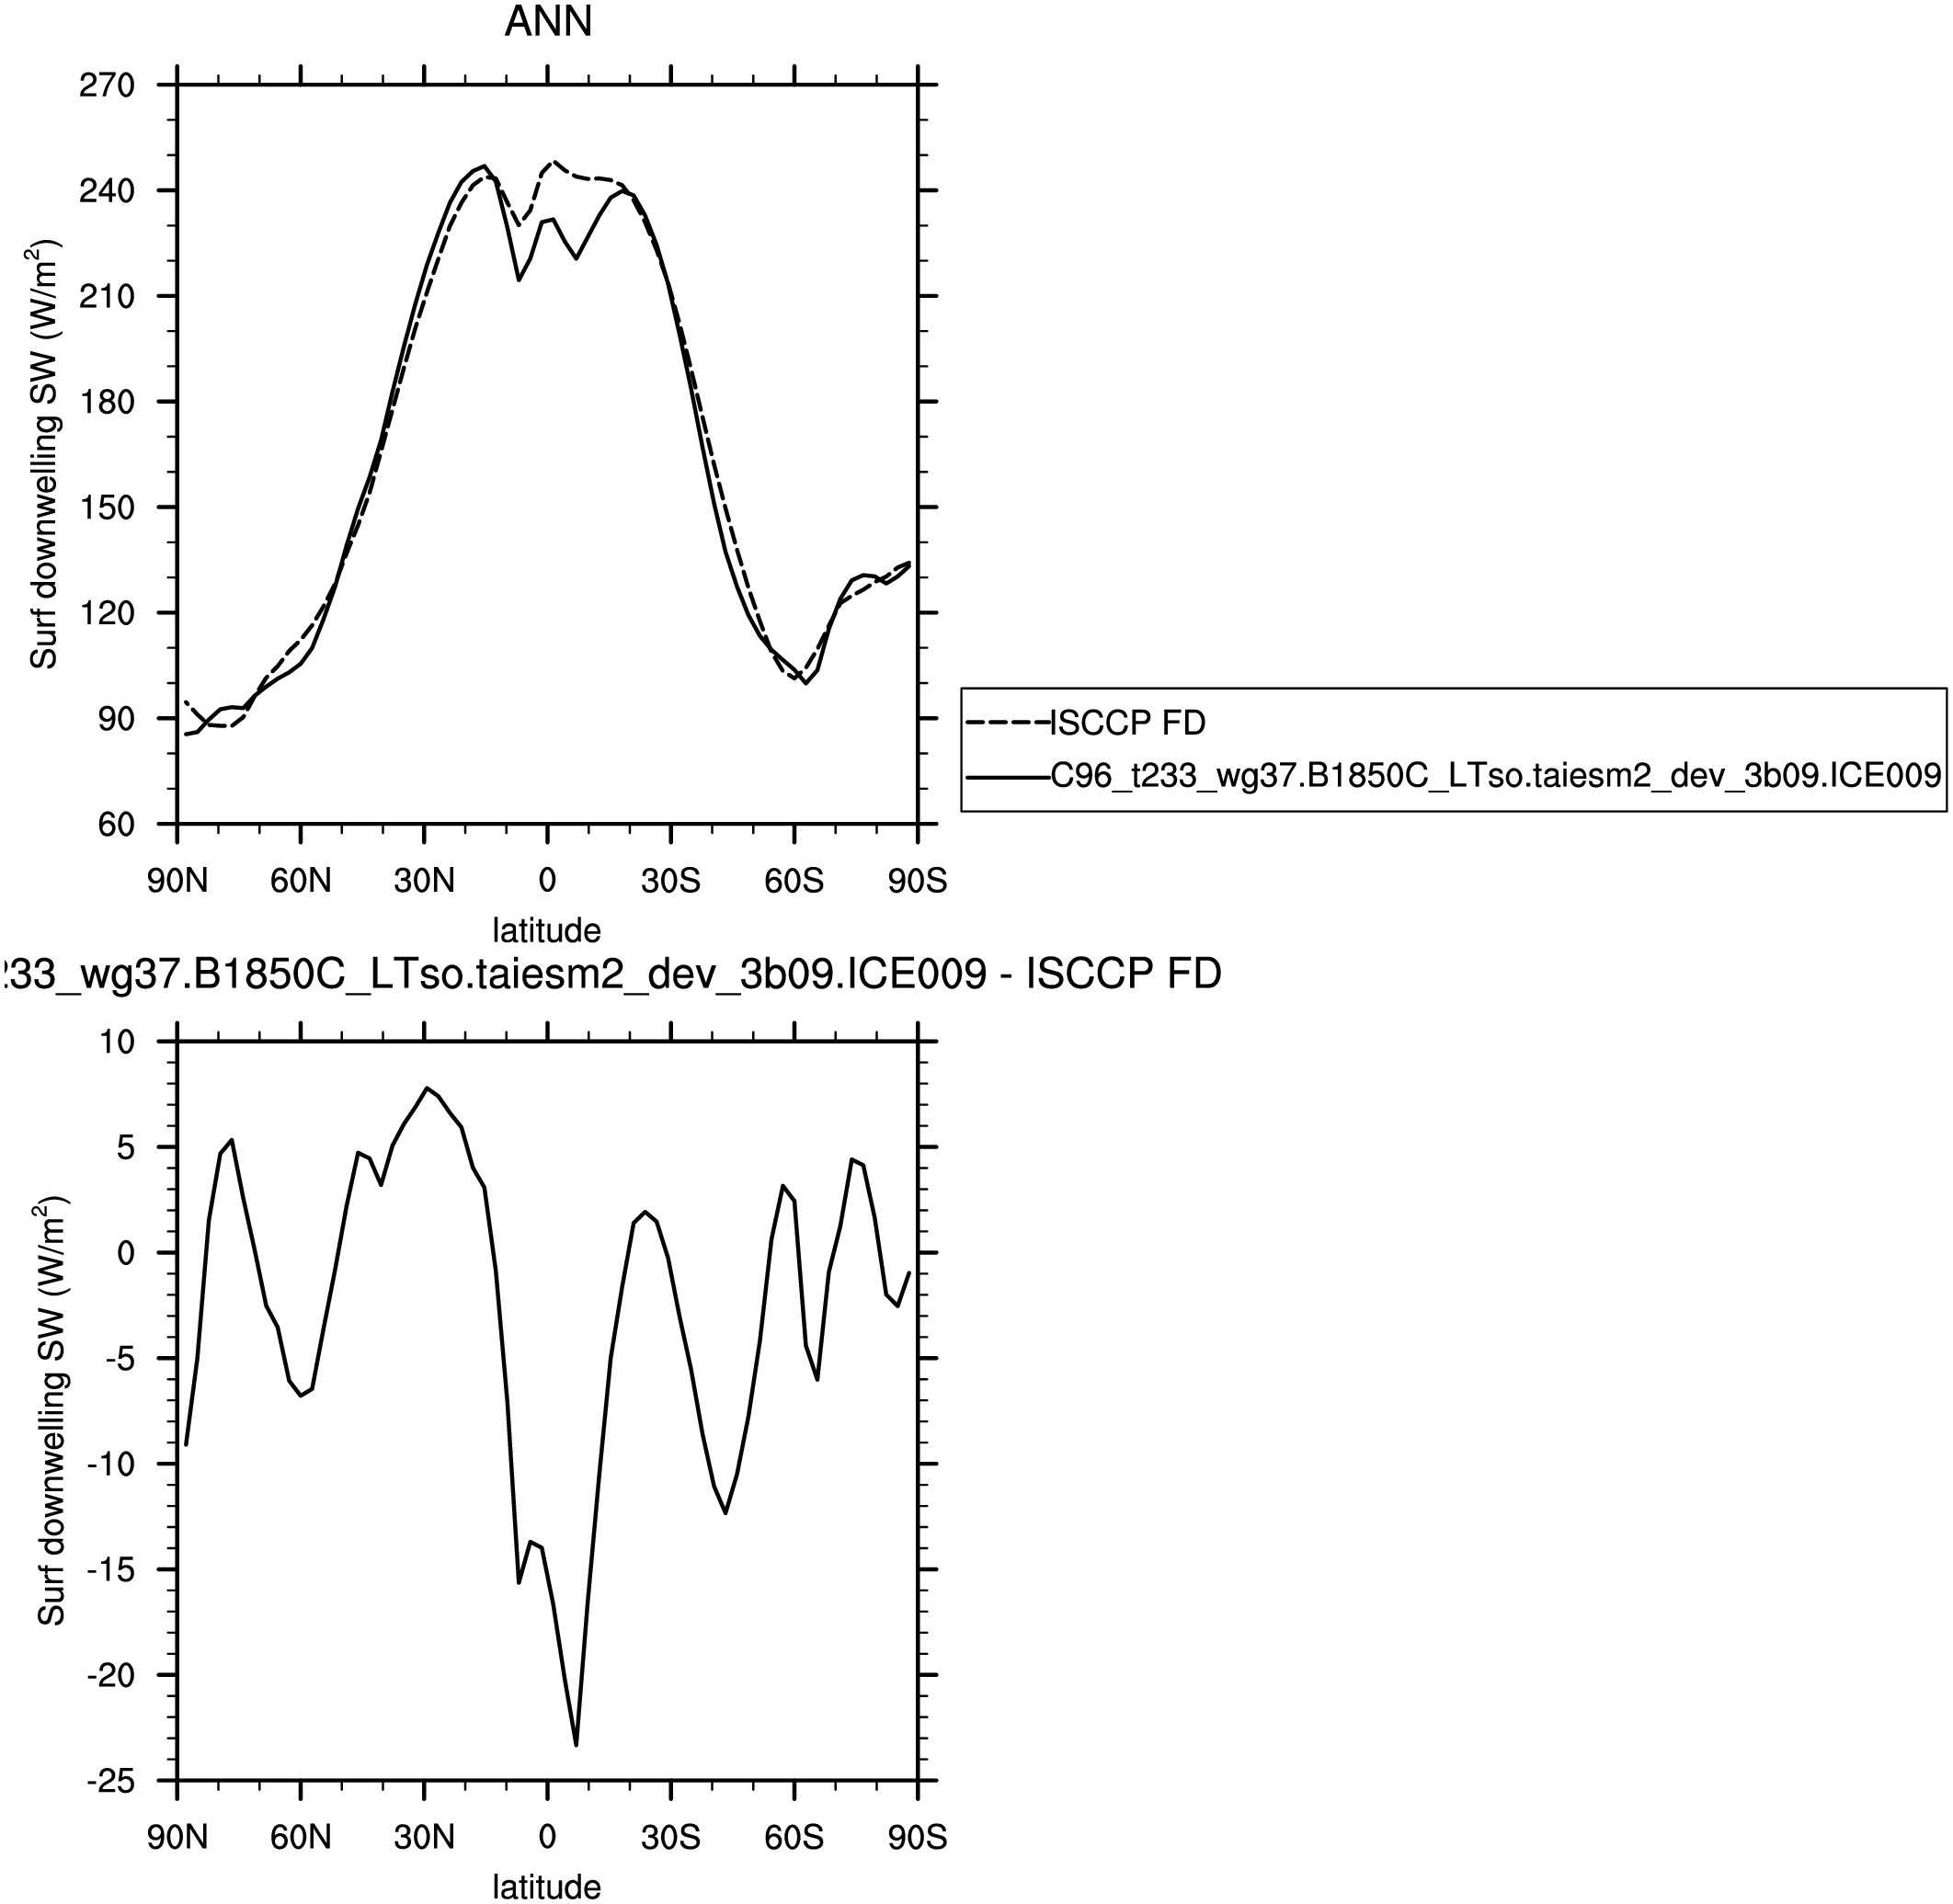 ANN
270
240
210
180
150
120
90
60
Surf downwelling SW (W/m²)
90N 60N 30N 0 30S 60S 90S
latitude
ISCCP FD
C96_t233_wg37.B1850C_LTso.taiesm2_dev_3b09.ICE009
33_wg37.B1850C_LTso.taiesm2_dev_3b09.ICE009 - ISCCP FD
10
5
0
-5
-10
-15
-20
-25
Surf downwelling SW (W/m²)
90N 60N 30N 0 30S 60S 90S
latitude